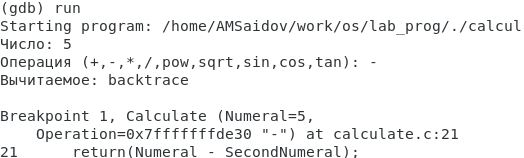 (gdb) run
Starting program: /home/AMSaidov/work/os/lab_prog/./calcul
Число: 5
Операция (+,-,*,/,pow,sqrt,sin,cos,tan): -
Вычитаемое: backtrace
Breakpoint 1, Calculate (Numeral=5,
    Operation=0x7fffffffde30 "-") at calculate.c:21
21      return(Numeral - SecondNumeral);